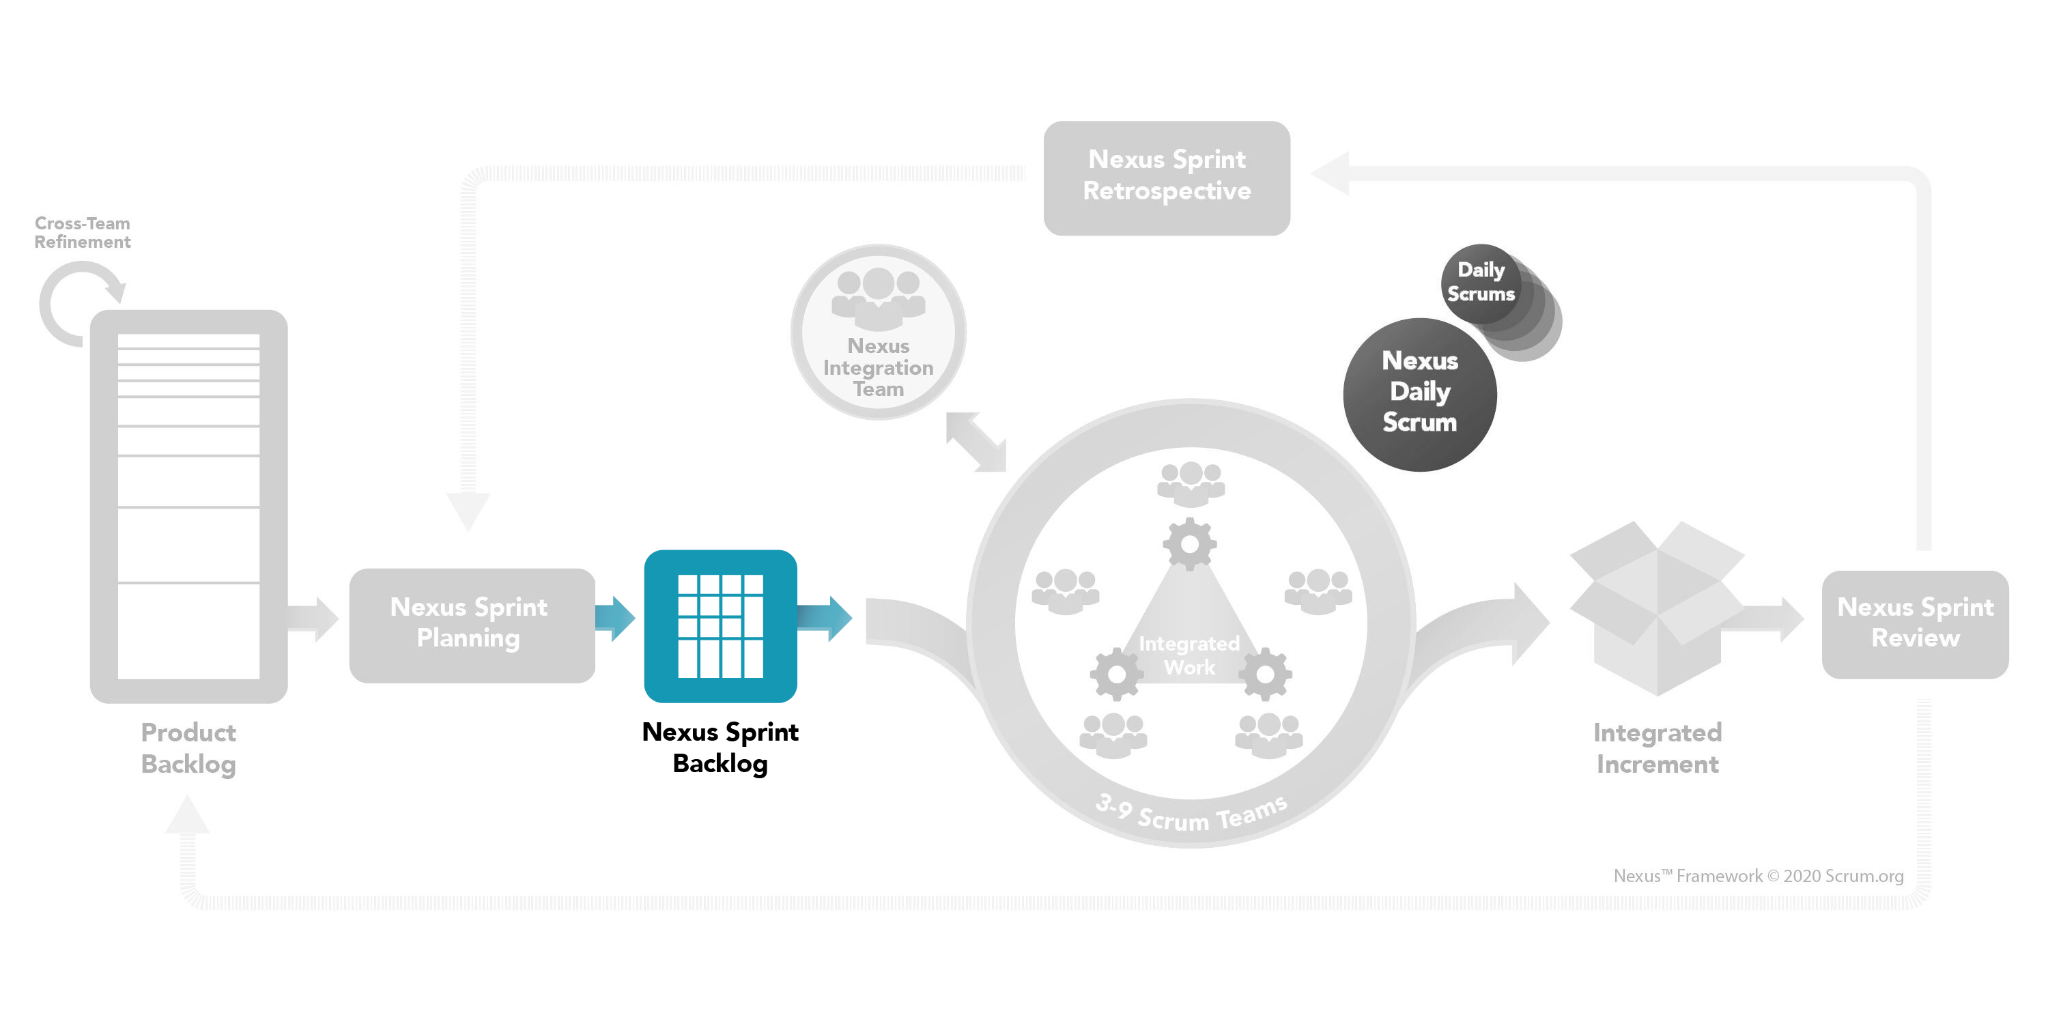 Nexus Sprint
Retrospective
Cross-Team
Refinement
Daily
Scrums
Nexus
Integration
Team
Nexus
Daily
Scrum
Nexus Sprint
Planning
Integrated
Work
Nexus Sprint
Review
Product
Backlog
Nexus Sprint
Backlog
Integrated
Increment
3-9 Scrum Teams
Nexus™ Framework © 2020 Scrum.org